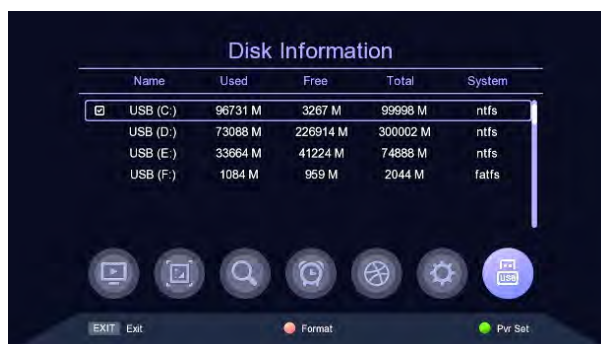 Disk Information
Name Used Free Total System
USB (C:) 96731 M 3267 M 99998 M ntfs
USB (D:) 73088 M 226914 M 300002 M ntfs
USB (E:) 33664 M 41224 M 74888 M ntfs
USB (F:) 1084 M 959 M 2044 M fatfs
USB
EXIT Exit Format Pvr Set